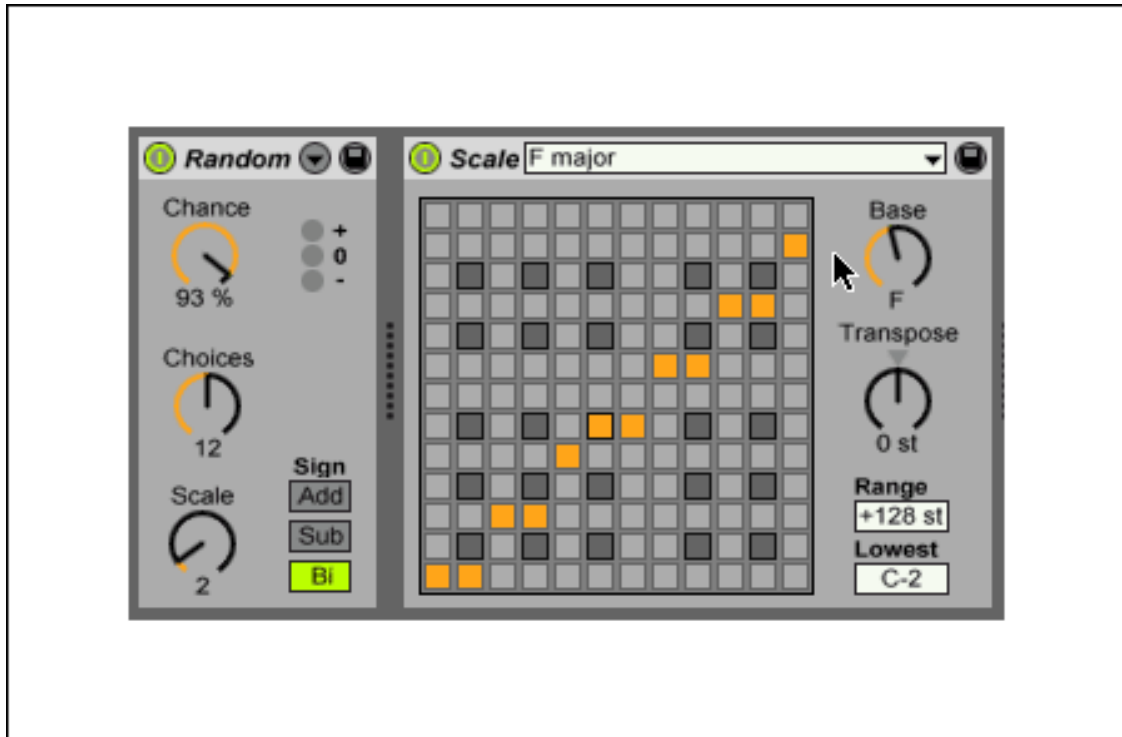 Random
Chance
+
0
-
93 %
Choices
12
Sign
Scale
Add
Sub
2
Bi
Scale
F major
Base
F
Transpose
0 st
Range
+128 st
Lowest
C-2